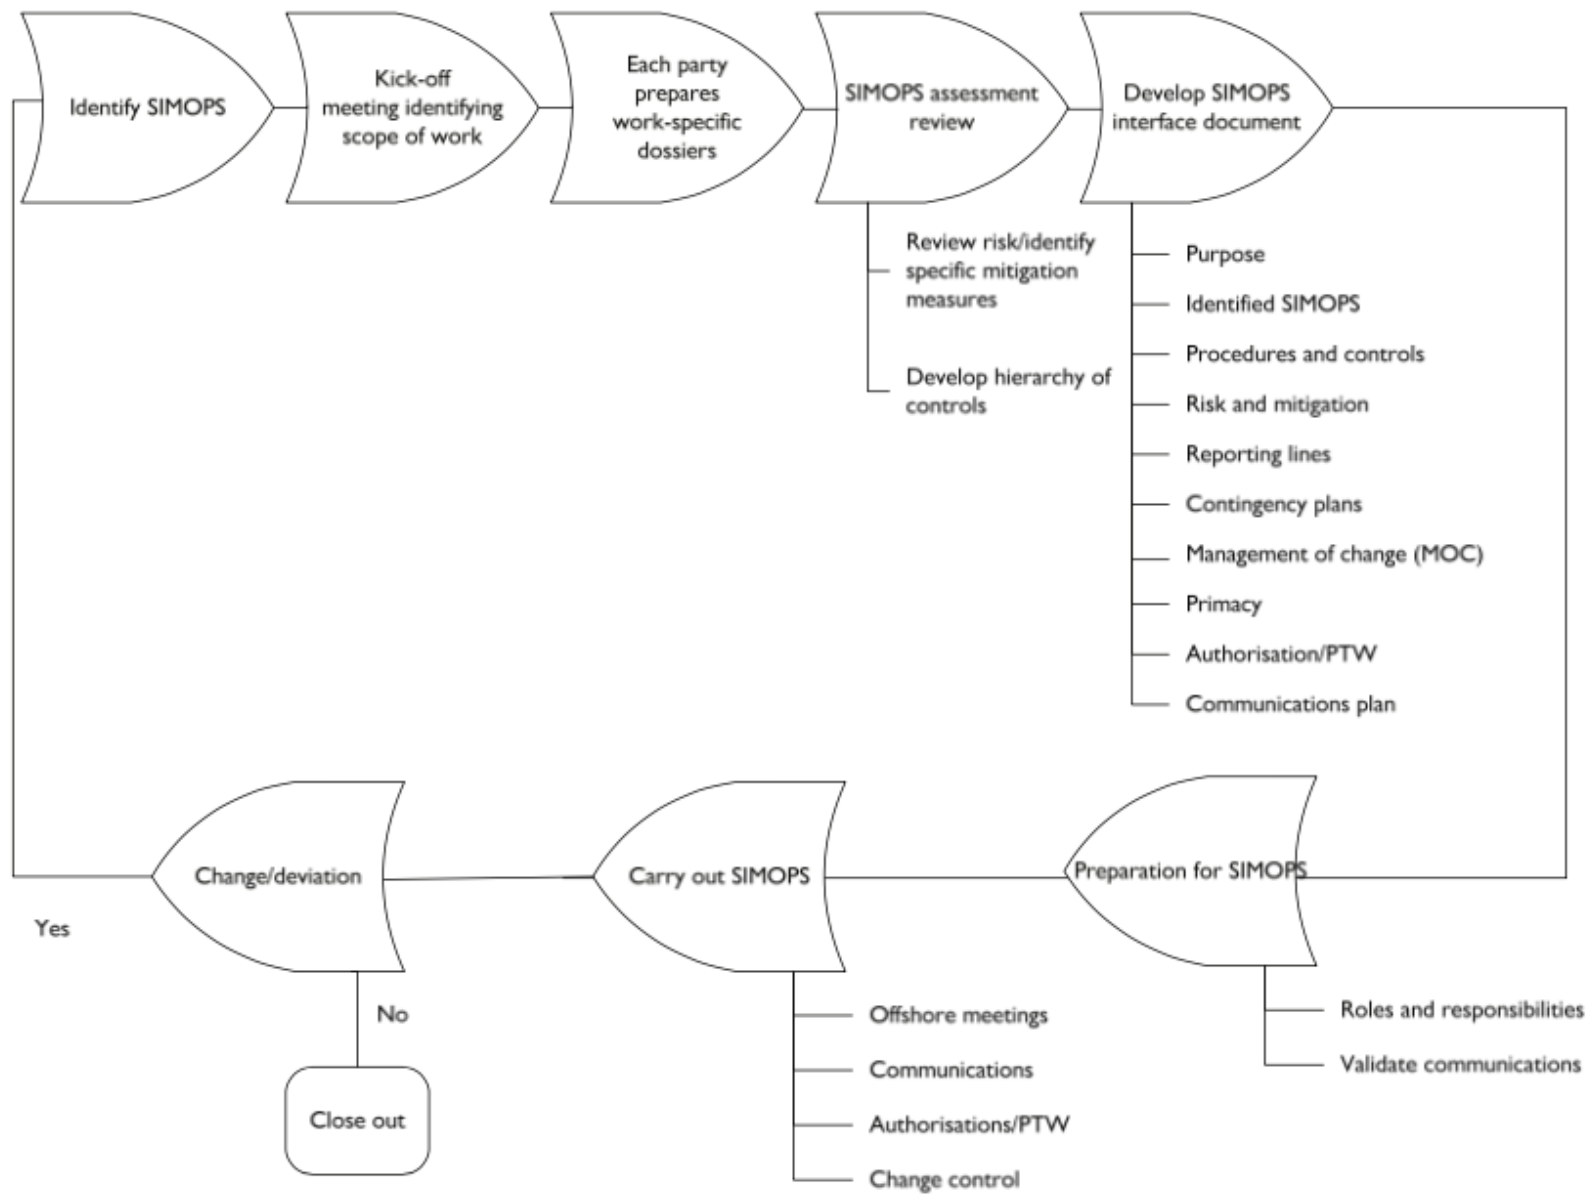 Identify SIMOPS
Kick-off
meeting identifying
scope of work
Each party
prepares
work-specific
dossiers
SIMOPS assessment
review
Develop SIMOPS
interface document
Review risk/identify
specific mitigation
measures
Develop hierarchy of
controls
Purpose
Identified SIMOPS
Procedures and controls
Risk and mitigation
Reporting lines
Contingency plans
Management of change (MOC)
Primacy
Authorisation/PTW
Communications plan
Preparation for SIMOPS
Roles and responsibilities
Validate communications
Carry out SIMOPS
Offshore meetings
Communications
Authorisations/PTW
Change control
Change/deviation
Yes
No
Close out